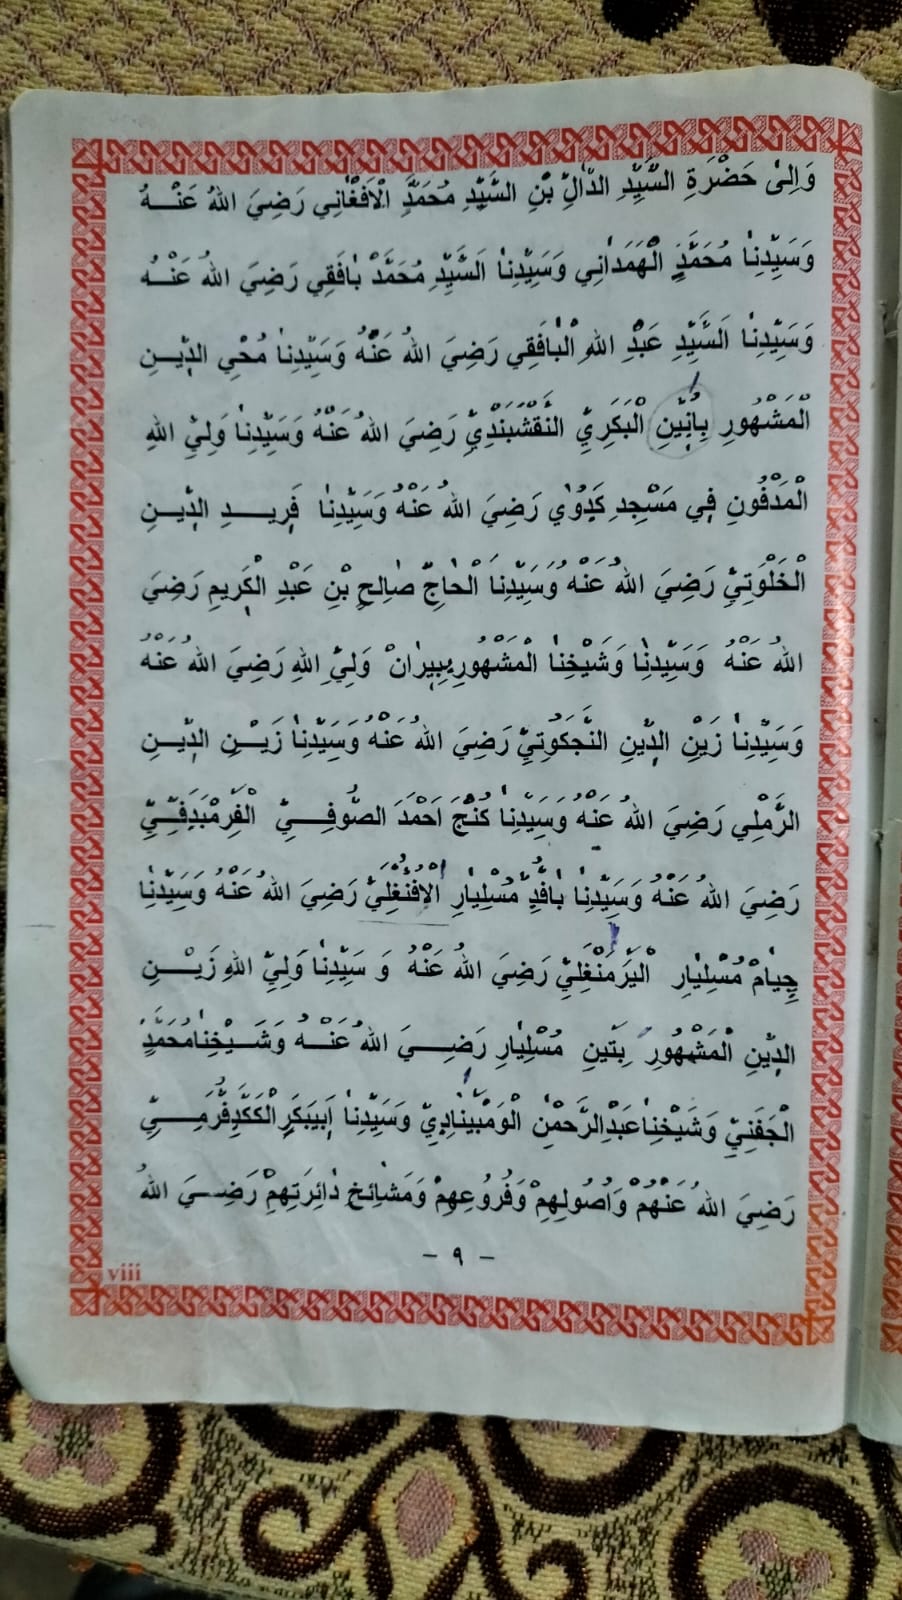 وَاِلىٰ حَضْرَةِ السَّيِّدِ الدَّالِّ بْنِ السَّيِّدِ مُحَمَّدٍ الْاَفْغَانِي رَضِيَ اللهُ عَنْهُ
وَسَيِّدِنَا مُحَمَّدٍ الْهَمَدَانِي وَسَيِّدِنَا السَّيِّدِ مُحَمَّدْ بَافَقِي رَضِيَ اللهُ عَنْهُ
وَسَيِّدِنَا السَّيِّدِ عَبْدِ اللهِ الْبَافَقِي رَضِيَ اللهُ عَنْهُ وَسَيِّدِنَا مُحْيِ الدِّينِ
الْمَشْهُورِ الْبَكَرِيِّ النَّقْشَبَنْدِيِّ رَضِيَ اللهُ عَنْهُ وَسَيِّدِنَا وَلِيِّ اللهِ
الْمَدْفُونِ فِي مَسْجِدِ كَدَوْي رَضِيَ اللهُ عَنْهُ وَسَيِّدِنَا فَرِيدِ الدِّينِ
الْخَلْوَتِيِّ رَضِيَ اللهُ عَنْهُ وَسَيِّدِنَا الْحَاجِّ صَالِحِ بْنِ عَبْدِ الْكَرِيمِ رَضِيَ
اللهُ عَنْهُ وَسَيِّدِنَا وَشَيْخِنَا الْمَشْهُورِ بِبِيرَانْ وَلِيِّ اللهِ رَضِيَ اللهُ عَنْهُ
وَسَيِّدِنَا زَيْنِ الدِّينِ النَّجَكُوتِيِّ رَضِيَ اللهُ عَنْهُ وَسَيِّدِنَا زَيْنِ الدِّينِ
الرَّمْلِي رَضِيَ اللهُ عَنْهُ وَسَيِّدِنَا كُنْجِ اَحْمَدَ الصُّوفِيِّ الْفَرِمْبَدَفِيِّ
رَضِيَ اللهُ عَنْهُ وَسَيِّدِنَا بَافَّدِ مُسْلِيَارِ رَضِيَ اللهُ عَنْهُ وَسَيِّدِنَا
چِيَامْ مُسْلِيَارِ الْيَرَمَنْغِلِيِّ رَضِيَ اللهُ عَنْهُ وَ سَيِّدِنَا وَلِيِّ اللهِ زَيْنِ
الدِّينِ الْمَشْهُورِ بِتِّينِ مُسْلِيَارِ رَضِيَ اللهُ عَنْهُ وَشَيْخِنَا مُحَمَّدٍ
الْجَفَنِيِّ وَشَيْخِنَا عَبْدِ الرَّحْمٰنِ الْوَمْبَيْنَادِيِّ وَسَيِّدِنَا اَبِيبَكَرٍ الْكَكَّدِفُّرَمِيِّ
رَضِيَ اللهُ عَنْهُمْ وَاُصُولِهِمْ وَفُرُوعِهِمْ وَمَشَائِخِ دَائِرَتِهِمْ رَضِيَ اللهُ
- ٩ -
viii